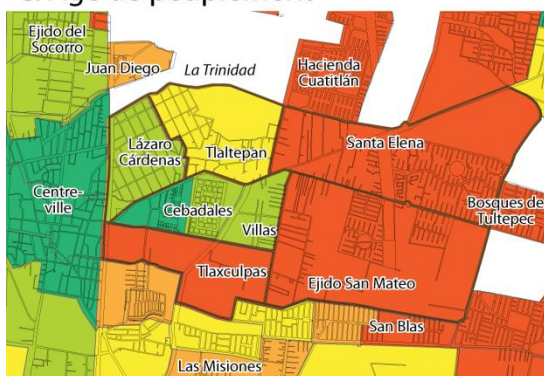 Ejido del
Socorro
Juan Diego
La Trinidad
Hacienda
Cuatitlán
Lázaro
Cárdenas
Tlaltepan
Santa Elena
Centre-
ville
Cebadales
Villas
Bosques de
Tultepec
Tlaxculpas
Ejido San Mateo
San Blas
Las Misiones